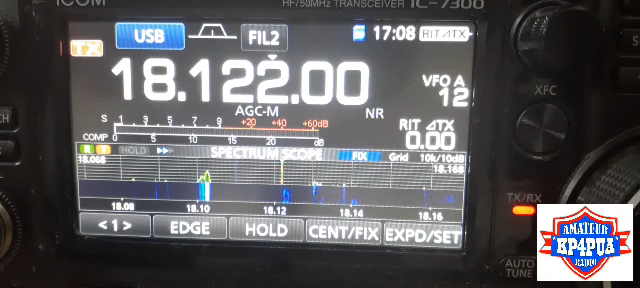 ICOM
HF/50MHz TRANSCEIVER IC-7300
USB FIL2 17:08 RIT ⊿TX
TX
18.122.00
VFO A
12
AGC-M NR
S 1 3 5 7 9 +20 +40 +60dB
COMP 0 5 10 15 20 dB
RIT ⊿TX
0.00
HOLD SPECTRUM SCOPE FIX Grid 10k/10dB
18.068 18.168
18.08 18.10 18.12 18.14 18.16
<1> EDGE HOLD CENT/FIX EXPD/SET
XFC
TX/RX
AUTO
TUNE
AMATEUR
KP4PUA
RADIO